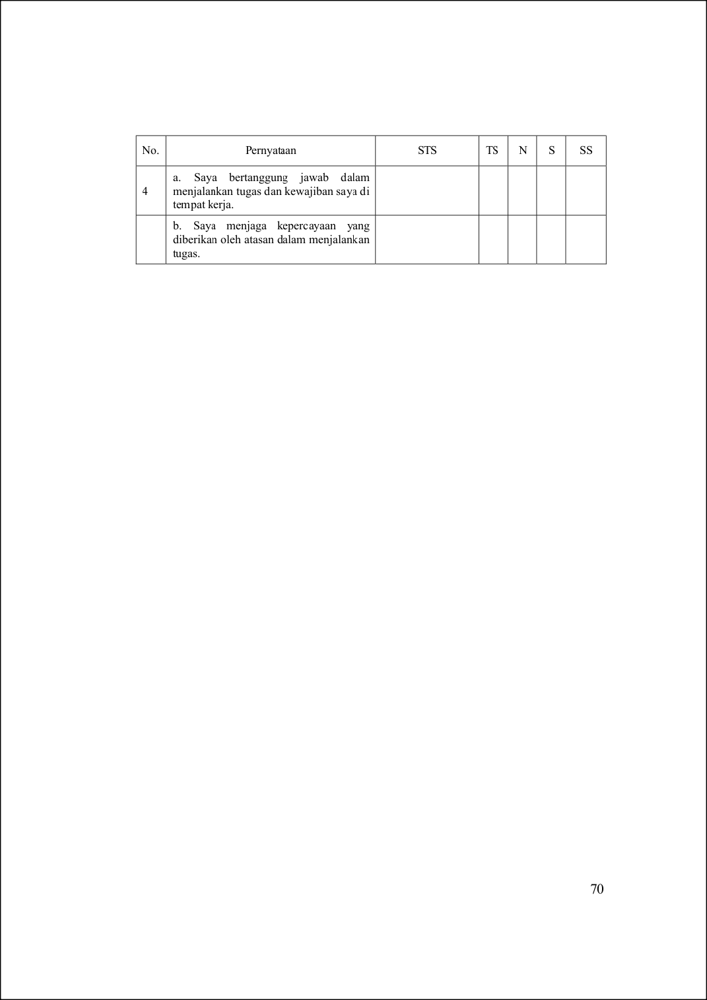 No. Pernyataan STS TS N S SS
4
a. Saya bertanggung jawab dalam
menjalankan tugas dan kewajiban saya di
tempat kerja.
b. Saya menjaga kepercayaan yang
diberikan oleh atasan dalam menjalankan
tugas.
70